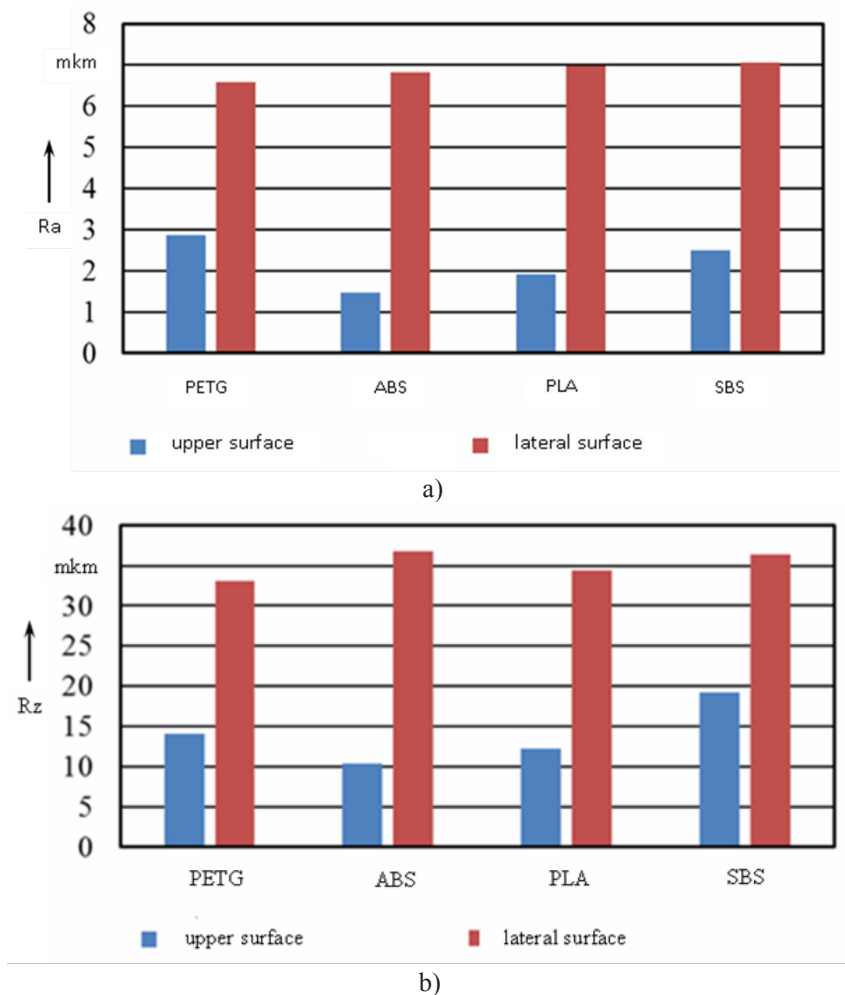 8
mkm
6
5
4
3
Ra
2
1
0
PETG ABS PLA SBS
upper surface lateral surface
a)
40
mkm
30
25
20
Rz
15
10
5
0
PETG ABS PLA SBS
upper surface lateral surface
b)